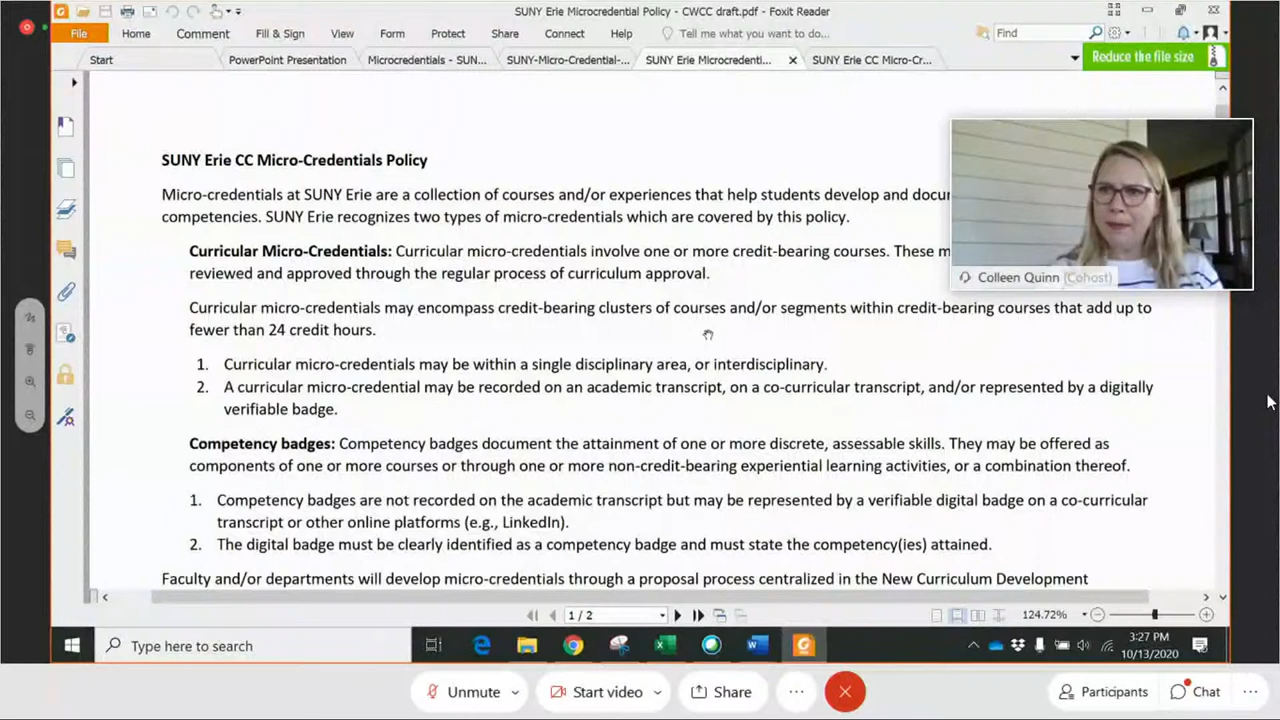 SUNY Erie Microcredential Policy - CWCC draft.pdf - Foxit Reader
File Home Comment Fill & Sign View Form Protect Share Connect Help Tell me what you want to do... Find
Start PowerPoint Presentation Microcredentials - SUN... SUNY-Micro-Credential-... SUNY Erie Microcredenti... SUNY Erie CC Micro-Cr... Reduce the file size
SUNY Erie CC Micro-Credentials Policy
Micro-credentials at SUNY Erie are a collection of courses and/or experiences that help students develop and docu
competencies. SUNY Erie recognizes two types of micro-credentials which are covered by this policy.
Curricular Micro-Credentials: Curricular micro-credentials involve one or more credit-bearing courses. These m
reviewed and approved through the regular process of curriculum approval.
Colleen Quinn (Cohost)
Curricular micro-credentials may encompass credit-bearing clusters of courses and/or segments within credit-bearing courses that add up to
fewer than 24 credit hours.
1. Curricular micro-credentials may be within a single disciplinary area, or interdisciplinary.
2. A curricular micro-credential may be recorded on an academic transcript, on a co-curricular transcript, and/or represented by a digitally
verifiable badge.
Competency badges: Competency badges document the attainment of one or more discrete, assessable skills. They may be offered as
components of one or more courses or through one or more non-credit-bearing experiential learning activities, or a combination thereof.
1. Competency badges are not recorded on the academic transcript but may be represented by a verifiable digital badge on a co-curricular
transcript or other online platforms (e.g., LinkedIn).
2. The digital badge must be clearly identified as a competency badge and must state the competency(ies) attained.
Faculty and/or departments will develop micro-credentials through a proposal process centralized in the New Curriculum Development
1 / 2 124.72%
Type here to search 3:27 PM
10/13/2020
Unmute Start video Share Participants Chat